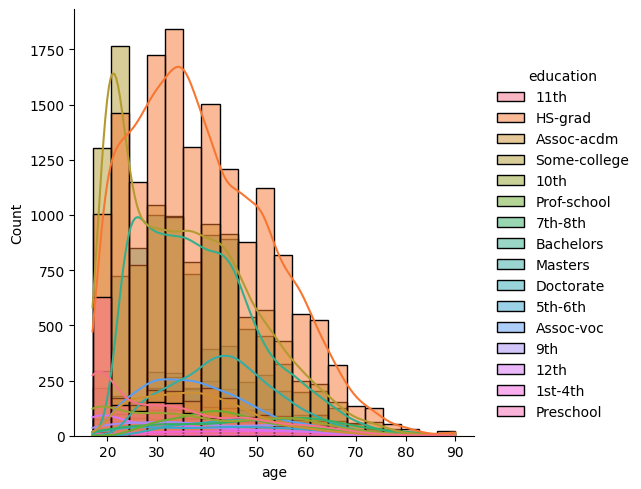 1750
1500
1250
1000
750
500
250
0
Count
20
30
40
50
60
70
80
90
age
education
11th
HS-grad
Assoc-acdm
Some-college
10th
Prof-school
7th-8th
Bachelors
Masters
Doctorate
5th-6th
Assoc-voc
9th
12th
1st-4th
Preschool